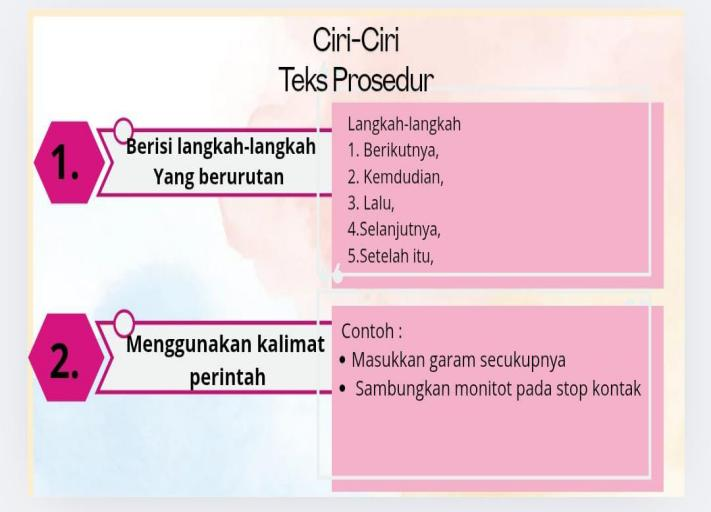 Ciri-Ciri
Teks Prosedur
1.
Berisi langkah-langkah
Yang berurutan
Langkah-langkah
1. Berikutnya,
2. Kemdudian,
3. Lalu,
4.Selanjutnya,
5.Setelah itu,
2.
Menggunakan kalimat
perintah
Contoh :
• Masukkan garam secukupnya
• Sambungkan monitot pada stop kontak